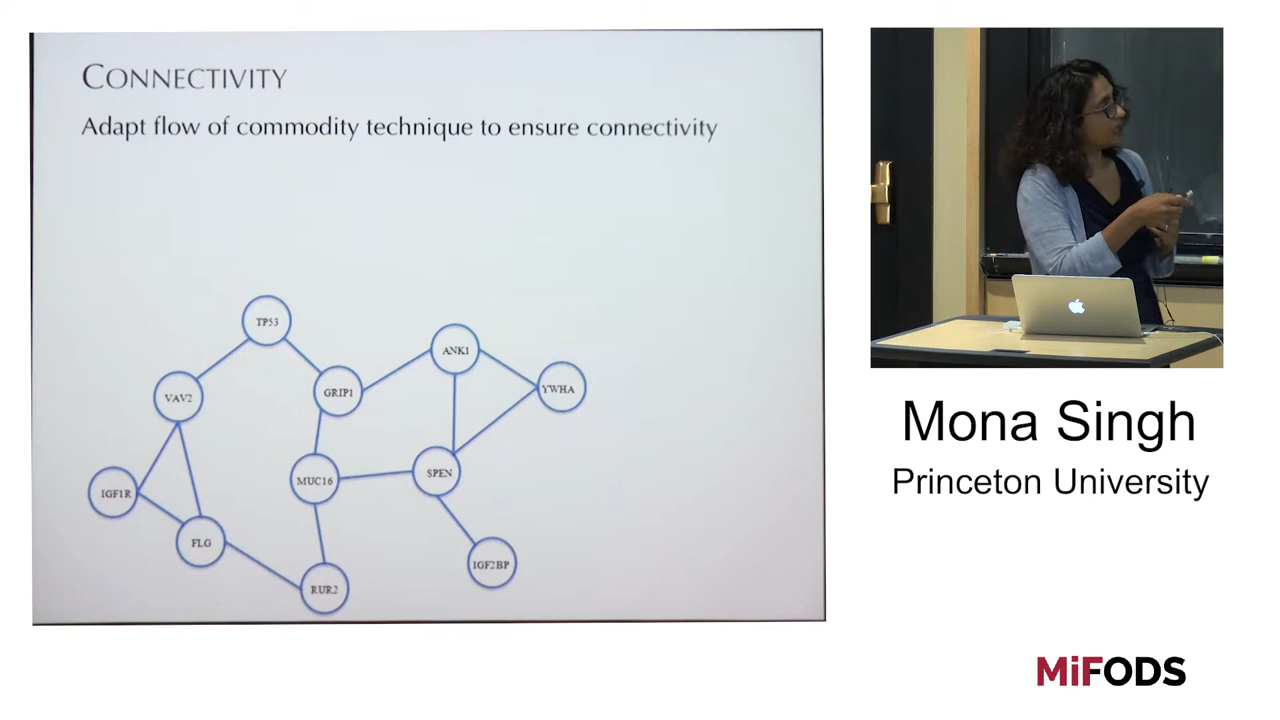 CONNECTIVITY
Adapt flow of commodity technique to ensure connectivity
TP53
ANK1
YWHA
VAV2
GRIP1
SPEN
MUC16
IGF1R
FLG
IGF2BP
RUR2
Mona Singh
Princeton University
MiFODS